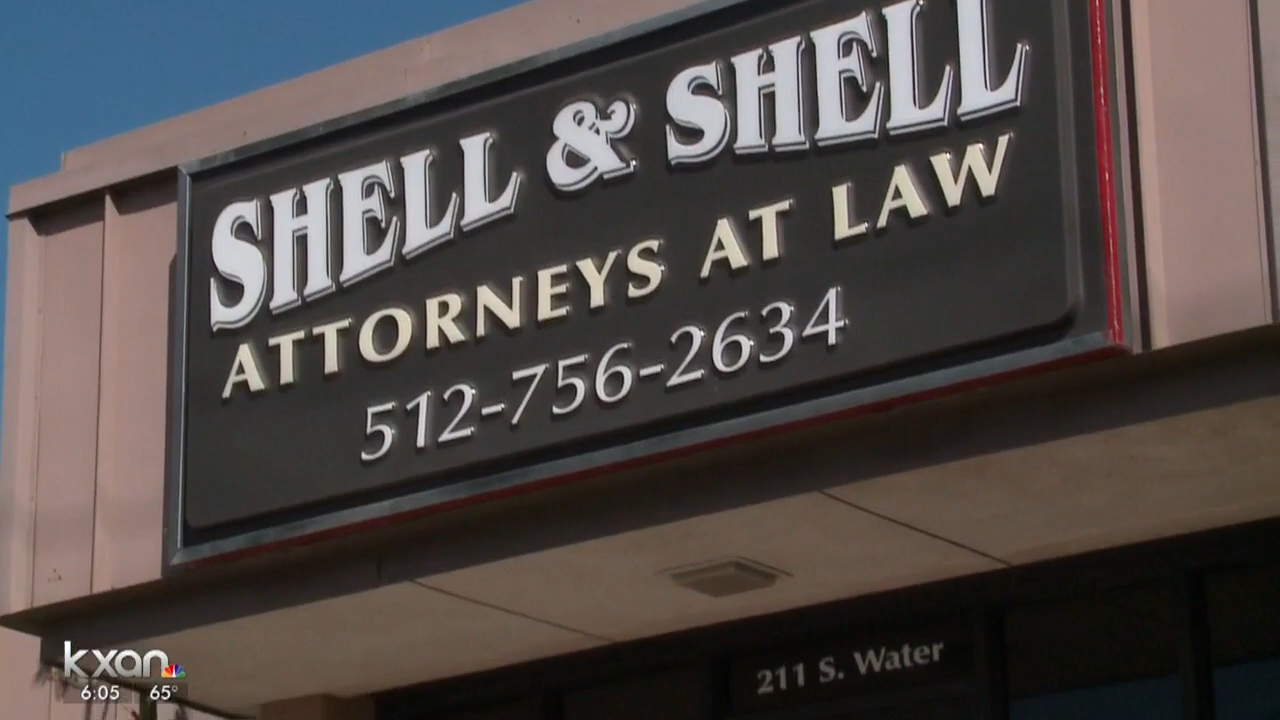 SHELL & SHELL
ATTORNEYS AT LAW
512-756-2634
211 S. Water
kxan
6:05 65°